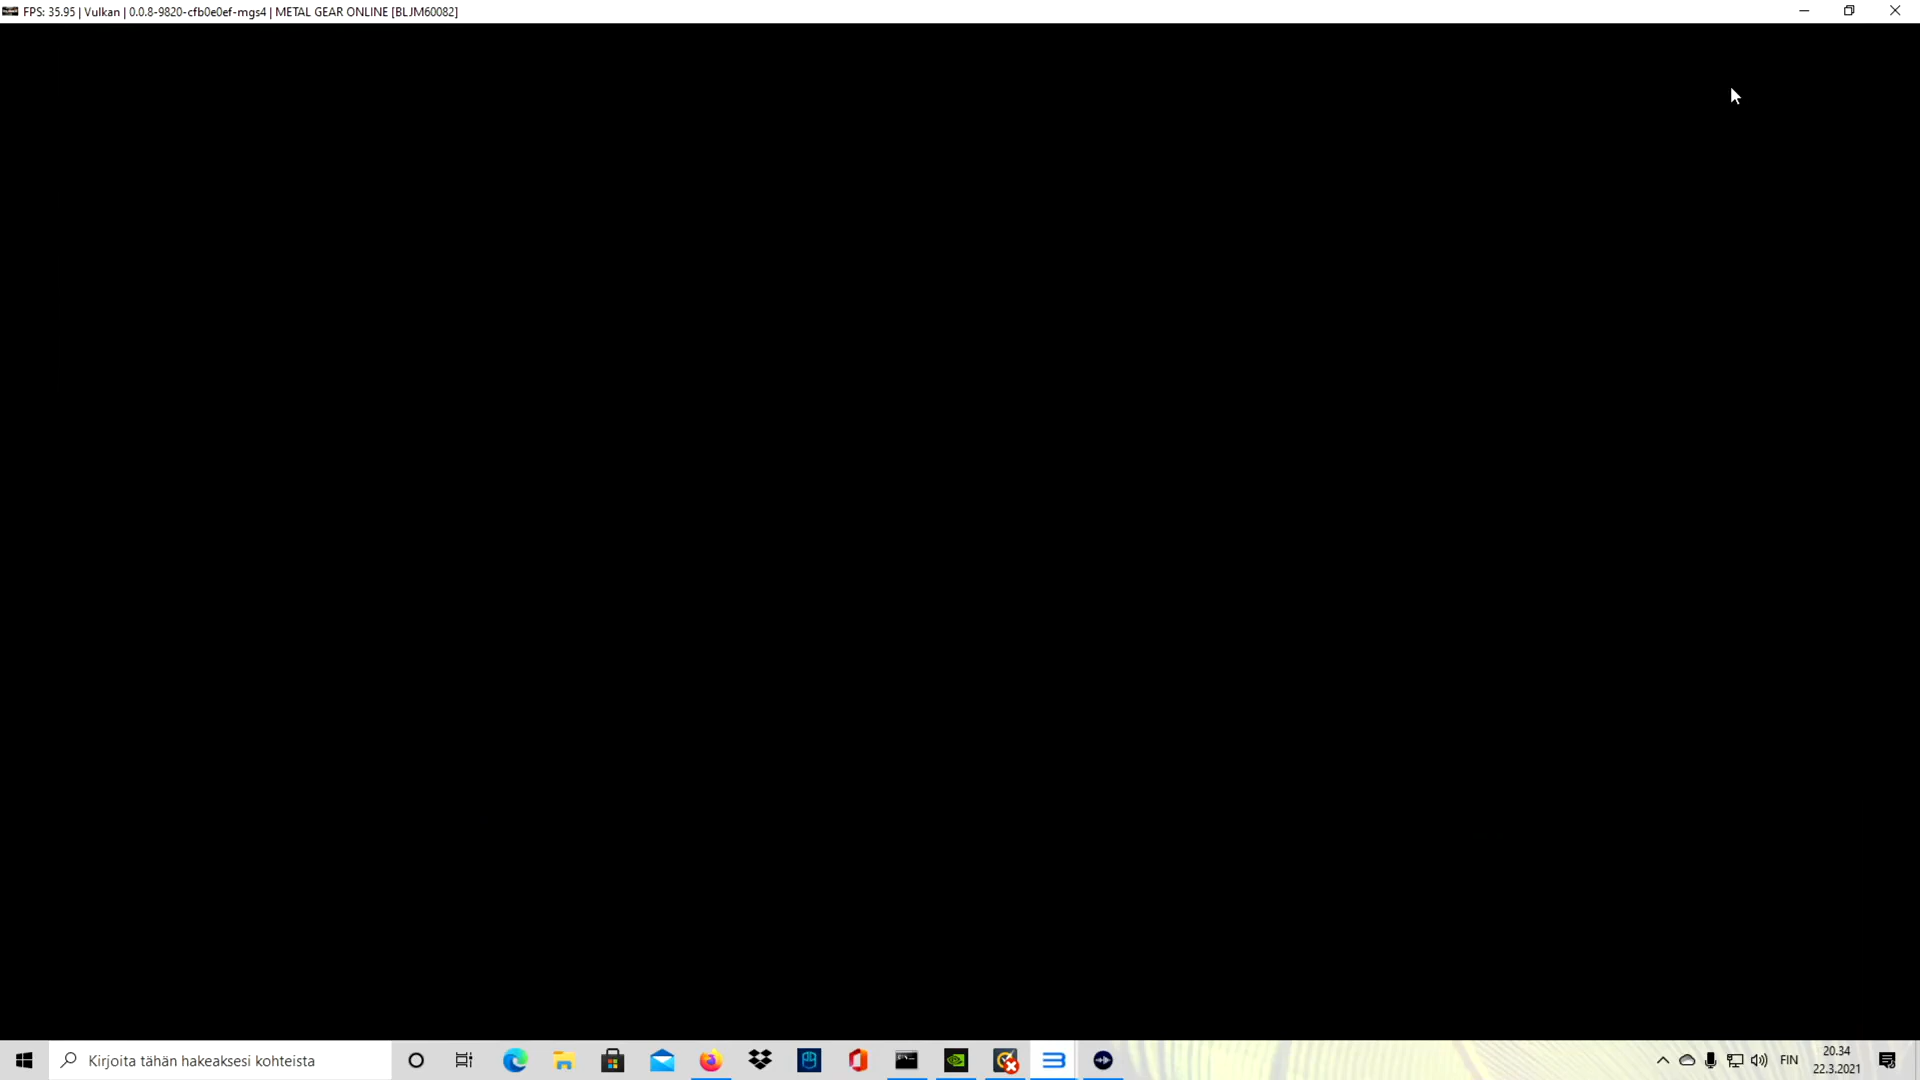 FPS: 35.95 | Vulkan | 0.0.8-9820-cfb0e0ef-mgs4 | METAL GEAR ONLINE [BLJM60082]
Kirjoita tähän hakeaksesi kohteista
FIN
20.34
22.3.2021